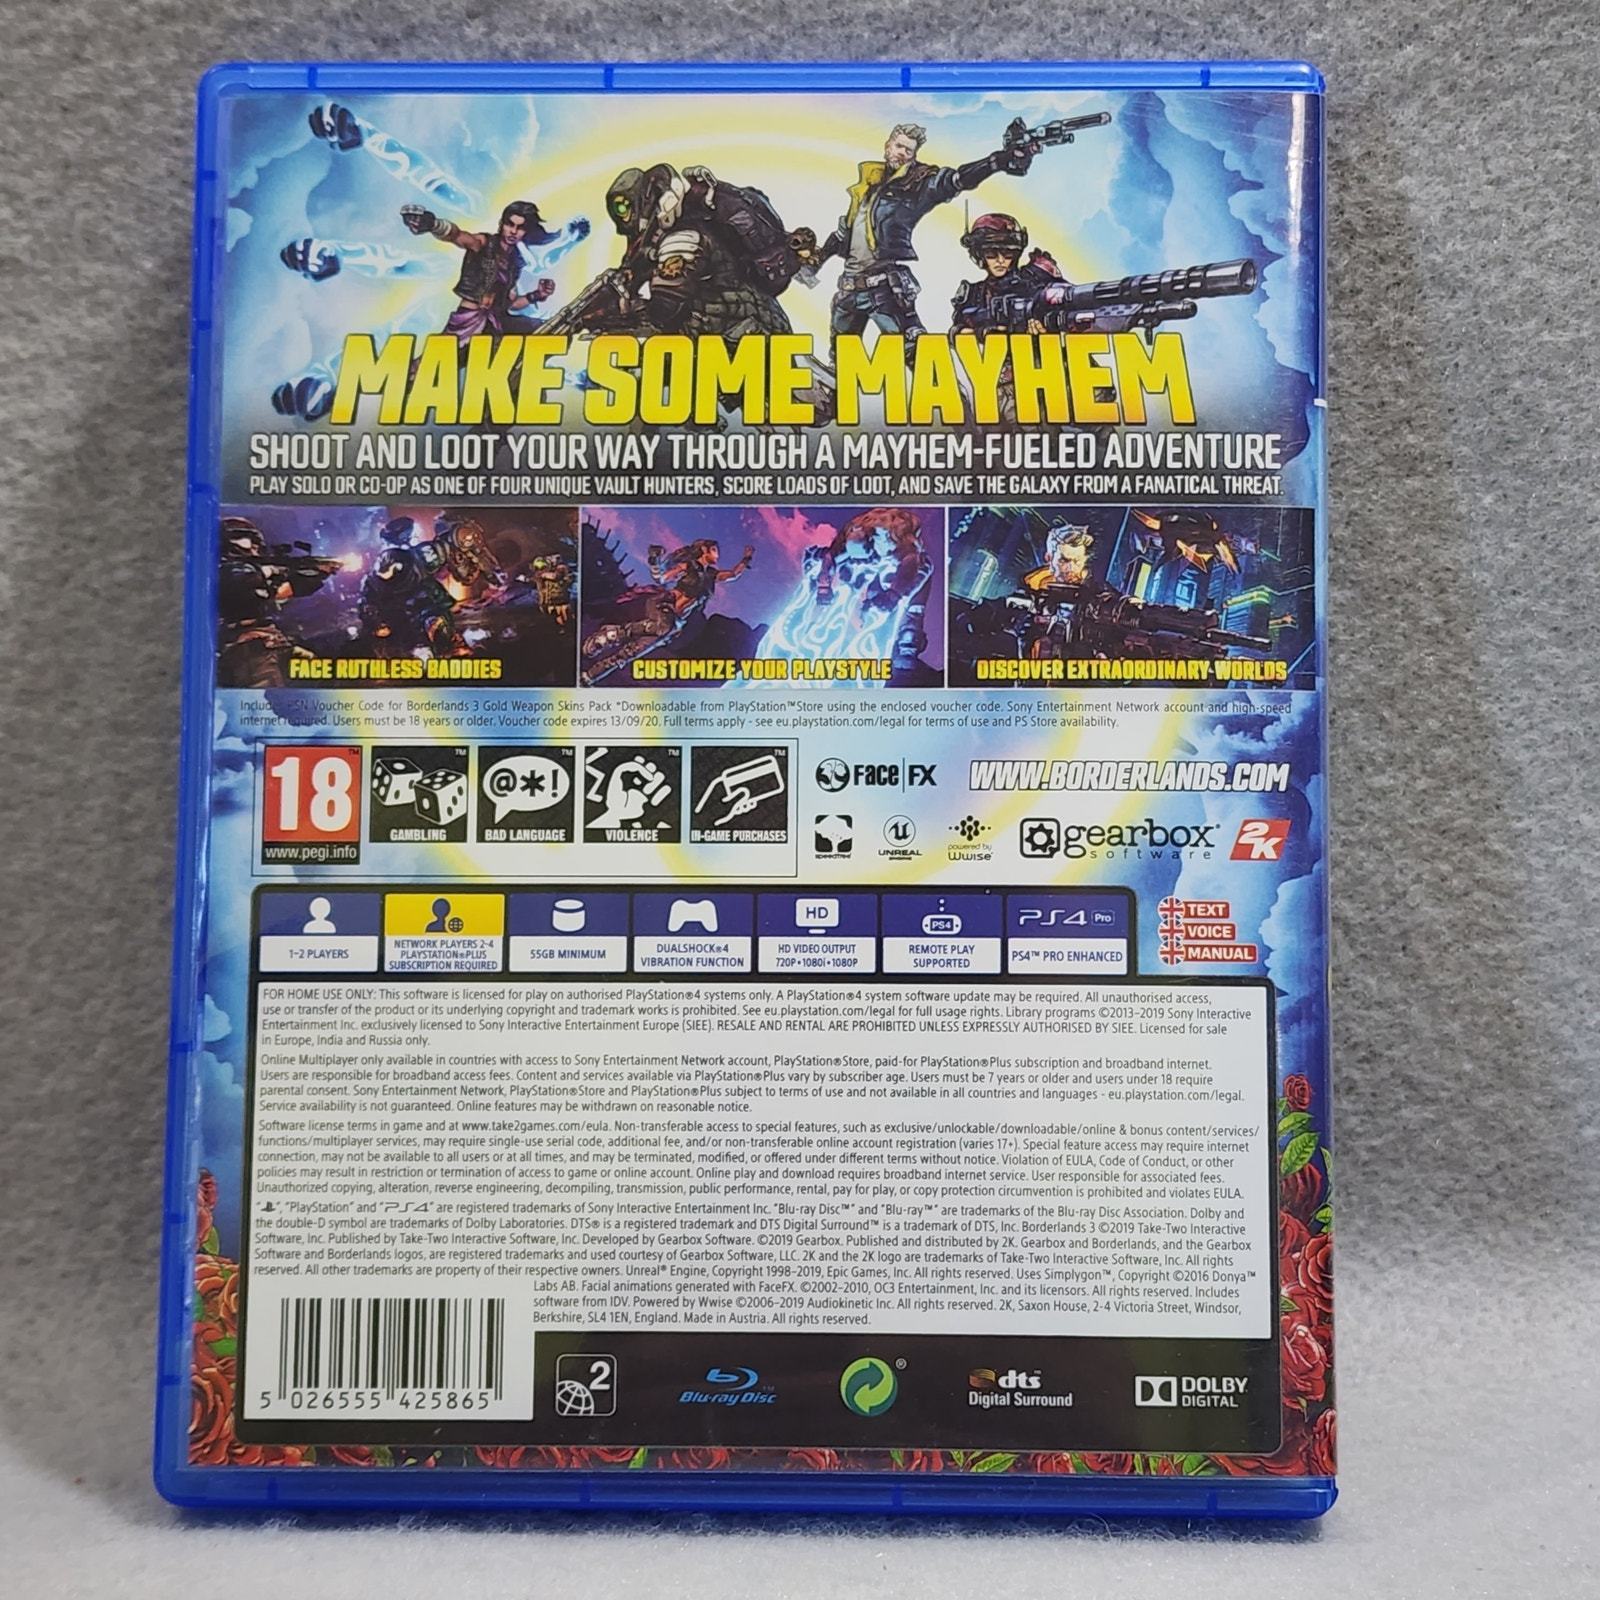 MAKE SOME MAYHEM
SHOOT AND LOOT YOUR WAY THROUGH A MAYHEM-FUELED ADVENTURE
PLAY SOLO OR CO-OP AS ONE OF FOUR UNIQUE VAULT HUNTERS, SCORE LOADS OF LOOT, AND SAVE THE GALAXY FROM A FANATICAL THREAT.
FACE RUTHLESS BADDIES
CUSTOMIZE YOUR PLAYSTYLE
DISCOVER EXTRAORDINARY WORLDS
Includes PSN Voucher Code for Borderlands 3 Gold Weapon Skins Pack *Downloadable from PlayStation™Store using the enclosed voucher code. Sony Entertainment Network account and high-speed
internet required. Users must be 18 years or older. Voucher code expires 13/09/20. Full terms apply - see eu.playstation.com/legal for terms of use and PS Store availability.
18 ™
www.pegi.info
™ GAMBLING
@*! ™ BAD LANGUAGE
™ VIOLENCE
™ IN-GAME PURCHASES
FACE|FX
WWW.BORDERLANDS.COM
speedtree
UNREAL
ENGINE
powered by
Wwise
gearbox
software
2K
1-2 PLAYERS
NETWORK PLAYERS 2-4
PLAYSTATION®PLUS
SUBSCRIPTION REQUIRED
55GB MINIMUM
DUALSHOCK®4
VIBRATION FUNCTION
HD
HD VIDEO OUTPUT
720P•1080i•1080P
PS4
REMOTE PLAY
SUPPORTED
PS4 Pro
PS4™ PRO ENHANCED
TEXT
VOICE
MANUAL
FOR HOME USE ONLY: This software is licensed for play on authorised PlayStation®4 systems only. A PlayStation®4 system software update may be required. All unauthorised access,
use or transfer of the product or its underlying copyright and trademark works is prohibited. See eu.playstation.com/legal for full usage rights. Library programs ©2013-2019 Sony Interactive
Entertainment Inc. exclusively licensed to Sony Interactive Entertainment Europe (SIEE). RESALE AND RENTAL ARE PROHIBITED UNLESS EXPRESSLY AUTHORISED BY SIEE. Licensed for sale
in Europe, India and Russia only.
Online Multiplayer only available in countries with access to Sony Entertainment Network account, PlayStation®Store, paid-for PlayStation®Plus subscription and broadband internet.
Users are responsible for broadband access fees. Content and services available via PlayStation®Plus vary by subscriber age. Users must be 7 years or older and users under 18 require
parental consent. Sony Entertainment Network, PlayStation®Store and PlayStation®Plus subject to terms of use and not available in all countries and languages - eu.playstation.com/legal.
Service availability is not guaranteed. Online features may be withdrawn on reasonable notice.
Software license terms in game and at www.take2games.com/eula. Non-transferable access to special features, such as exclusive/unlockable/downloadable/online & bonus content/services/
functions/multiplayer services, may require single-use serial code, additional fee, and/or non-transferable online account registration (varies 17+). Special feature access may require internet
connection, may not be available to all users or at all times, and may be terminated, modified, or offered under different terms without notice. Violation of EULA, Code of Conduct, or other
policies may result in restriction or termination of access to game or online account. Online play and download requires broadband internet service. User responsible for associated fees.
Unauthorized copying, alteration, reverse engineering, decompiling, transmission, public performance, rental, pay for play, or copy protection circumvention is prohibited and violates EULA.
" ", "PlayStation" and "PS4" are registered trademarks of Sony Interactive Entertainment Inc. "Blu-ray Disc™" and "Blu-ray™" are trademarks of the Blu-ray Disc Association. Dolby and
the double-D symbol are trademarks of Dolby Laboratories. DTS® is a registered trademark and DTS Digital Surround™ is a trademark of DTS, Inc. Borderlands 3 ©2019 Take-Two Interactive
Software, Inc. Published by Take-Two Interactive Software, Inc. Developed by Gearbox Software. ©2019 Gearbox. Published and distributed by 2K. Gearbox and Borderlands, and the Gearbox
Software and Borderlands logos, are registered trademarks and used courtesy of Gearbox Software, LLC. 2K and the 2K logo are trademarks of Take-Two Interactive Software, Inc. All rights
reserved. All other trademarks are property of their respective owners. Unreal® Engine, Copyright 1998-2019, Epic Games, Inc. All rights reserved. Uses Simplygon™, Copyright ©2016 Donya™
Labs AB. Facial animations generated with FaceFX. ©2002-2010, OC3 Entertainment, Inc. and its licensors. All rights reserved. Includes
software from IDV. Powered by Wwise ©2006-2019 Audiokinetic Inc. All rights reserved. 2K, Saxon House, 2-4 Victoria Street, Windsor,
Berkshire, SL4 1EN, England. Made in Austria. All rights reserved.
5 026555 425865
2
Blu-ray Disc™
®
dts
Digital Surround
DOLBY
DIGITAL